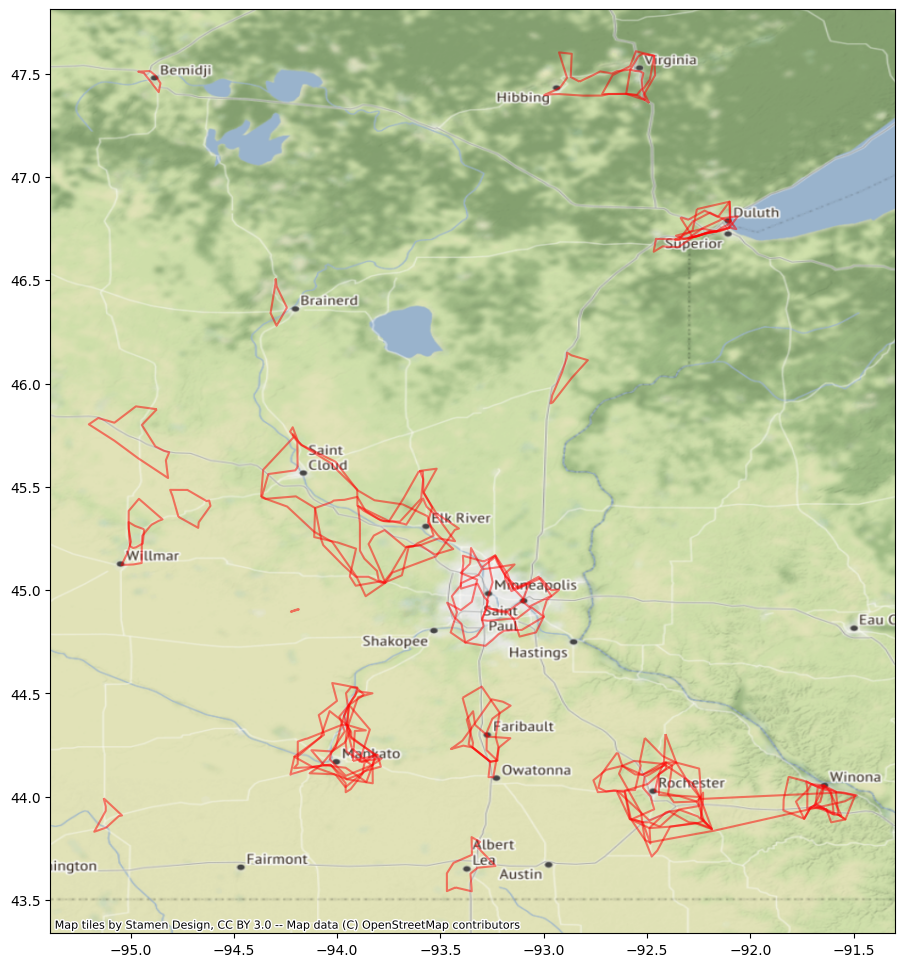 47.5
47.0
46.5
46.0
45.5
45.0
44.5
44.0
43.5
Bemidji
Virginia
Hibbing
Duluth
Superior
Brainerd
Saint
Cloud
Elk River
Willmar
Minneapolis
Saint
Paul
Shakopee
Hastings
Eau C
Faribault
Mankato
Owatonna
Rochester
Winona
Albert
Lea
Austin
Fairmont
ington
Map tiles by Stamen Design, CC BY 3.0 -- Map data (C) OpenStreetMap contributors
−95.0 −94.5 −94.0 −93.5 −93.0 −92.5 −92.0 −91.5